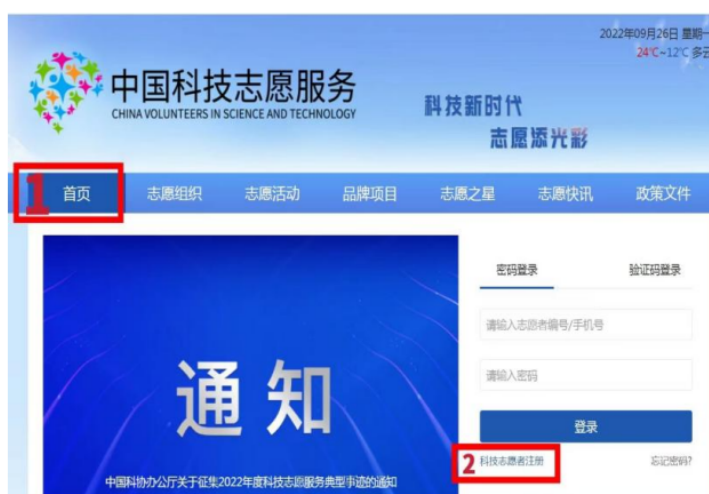 2022年09月26日 星期一
24℃~12℃ 多云
中国科技志愿服务
CHINA VOLUNTEERS IN SCIENCE AND TECHNOLOGY
科技新时代
志愿添光彩
1
首页 志愿组织 志愿活动 品牌项目 志愿之星 志愿快讯 政策文件
密码登录 验证码登录
请输入志愿者编号/手机号
请输入密码
通知
登录
2 科技志愿者注册 忘记密码?
中国科协办公厅关于征集2022年度科技志愿服务典型事迹的通知